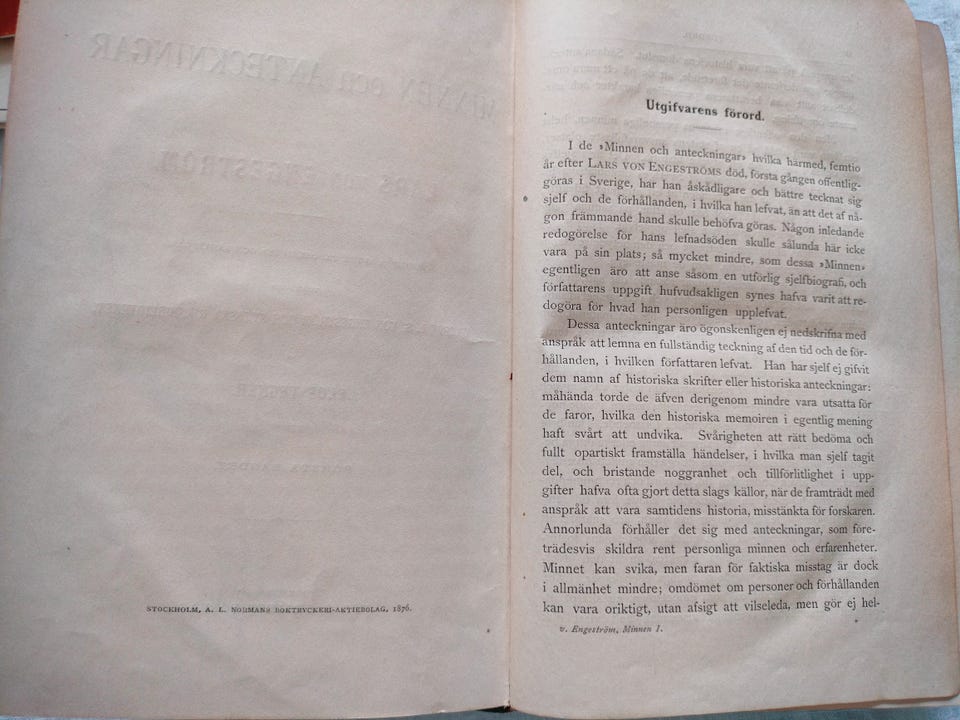 STOCKHOLM, A. L. NORMANS BOKTRYCKERI-AKTIEBOLAG, 1876.
Utgifvarens förord.
I de »Minnen och anteckningar» hvilka härmed, femtio
år efter LARS VON ENGESTRÖMS död, första gången offentlig-
göras i Sverige, har han åskådligare och bättre tecknat sig
sjelf och de förhållanden, i hvilka han lefvat, än att det af nå-
gon främmande hand skulle behöfva göras. Någon inledande
redogörelse för hans lefnadsöden skulle sålunda här icke
vara på sin plats; så mycket mindre, som dessa »Minnen»
egentligen äro att anse såsom en utförlig sjelfbiografi, och
författarens uppgift hufvudsakligen synes hafva varit att re-
dogöra för hvad han personligen upplefvat.
Dessa anteckningar äro ögonskenligen ej nedskrifna med
anspråk att lemna en fullständig teckning af den tid och de för-
hållanden, i hvilken författaren lefvat. Han har sjelf ej gifvit
dem namn af historiska skrifter eller historiska anteckningar:
måhända torde de äfven derigenom mindre vara utsatta för
de faror, hvilka den historiska memoiren i egentlig mening
haft svårt att undvika. Svårigheten att rätt bedöma och
fullt opartiskt framställa händelser, i hvilka man sjelf tagit
del, och bristande noggranhet och tillförlitlighet i upp-
gifter hafva ofta gjort detta slags källor, när de framträdt med
anspråk att vara samtidens historia, misstänkta för forskaren.
Annorlunda förhåller det sig med anteckningar, som före-
trädesvis skildra rent personliga minnen och erfarenheter.
Minnet kan svika, men faran för faktiska misstag är dock
i allmänhet mindre; omdömet om personer och förhållanden
kan vara oriktigt, utan afsigt att vilseleda, men gör ej hel-
v. Engeström, Minnen I.